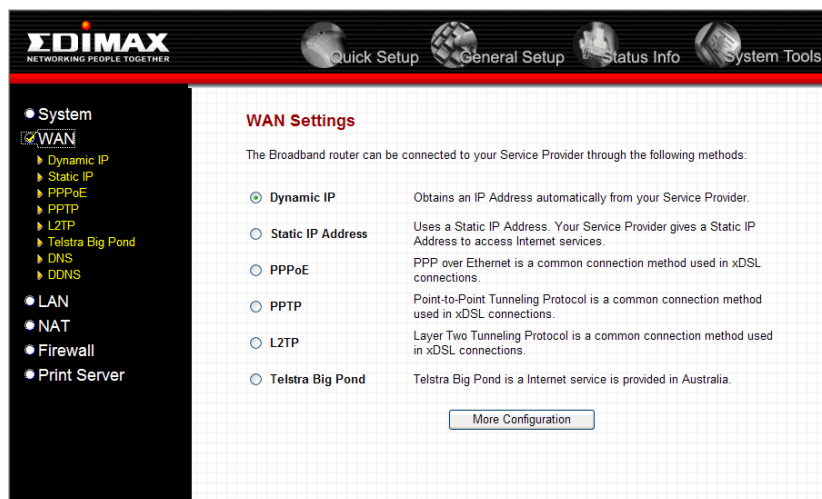 EDIMAX
NETWORKING PEOPLE TOGETHER
Quick Setup
General Setup
Status Info
System Tools
System
WAN
Dynamic IP
Static IP
PPPoE
PPTP
L2TP
Telstra Big Pond
DNS
DDNS
LAN
NAT
Firewall
Print Server
WAN Settings
The Broadband router can be connected to your Service Provider through the following methods:
Dynamic IP
Obtains an IP Address automatically from your Service Provider.
Static IP Address
Uses a Static IP Address. Your Service Provider gives a Static IP
Address to access Internet services.
PPPoE
PPP over Ethernet is a common connection method used in xDSL
connections.
PPTP
Point-to-Point Tunneling Protocol is a common connection method
used in xDSL connections.
L2TP
Layer Two Tunneling Protocol is a common connection method used
in xDSL connections.
Telstra Big Pond
Telstra Big Pond is a Internet service is provided in Australia.
More Configuration